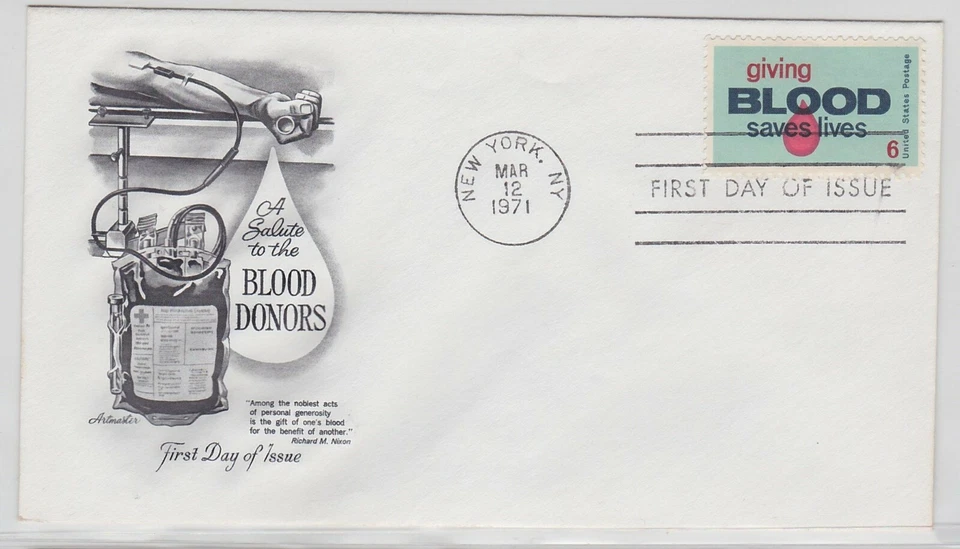 A
Salute
to the
BLOOD
DONORS
Artmaster
"Among the noblest acts
of personal generosity
is the gift of one's blood
for the benefit of another."
Richard M. Nixon
First Day of Issue
NEW YORK, NY
MAR
12
1971
giving
BLOOD
saves lives
6
United States Postage
FIRST DAY OF ISSUE